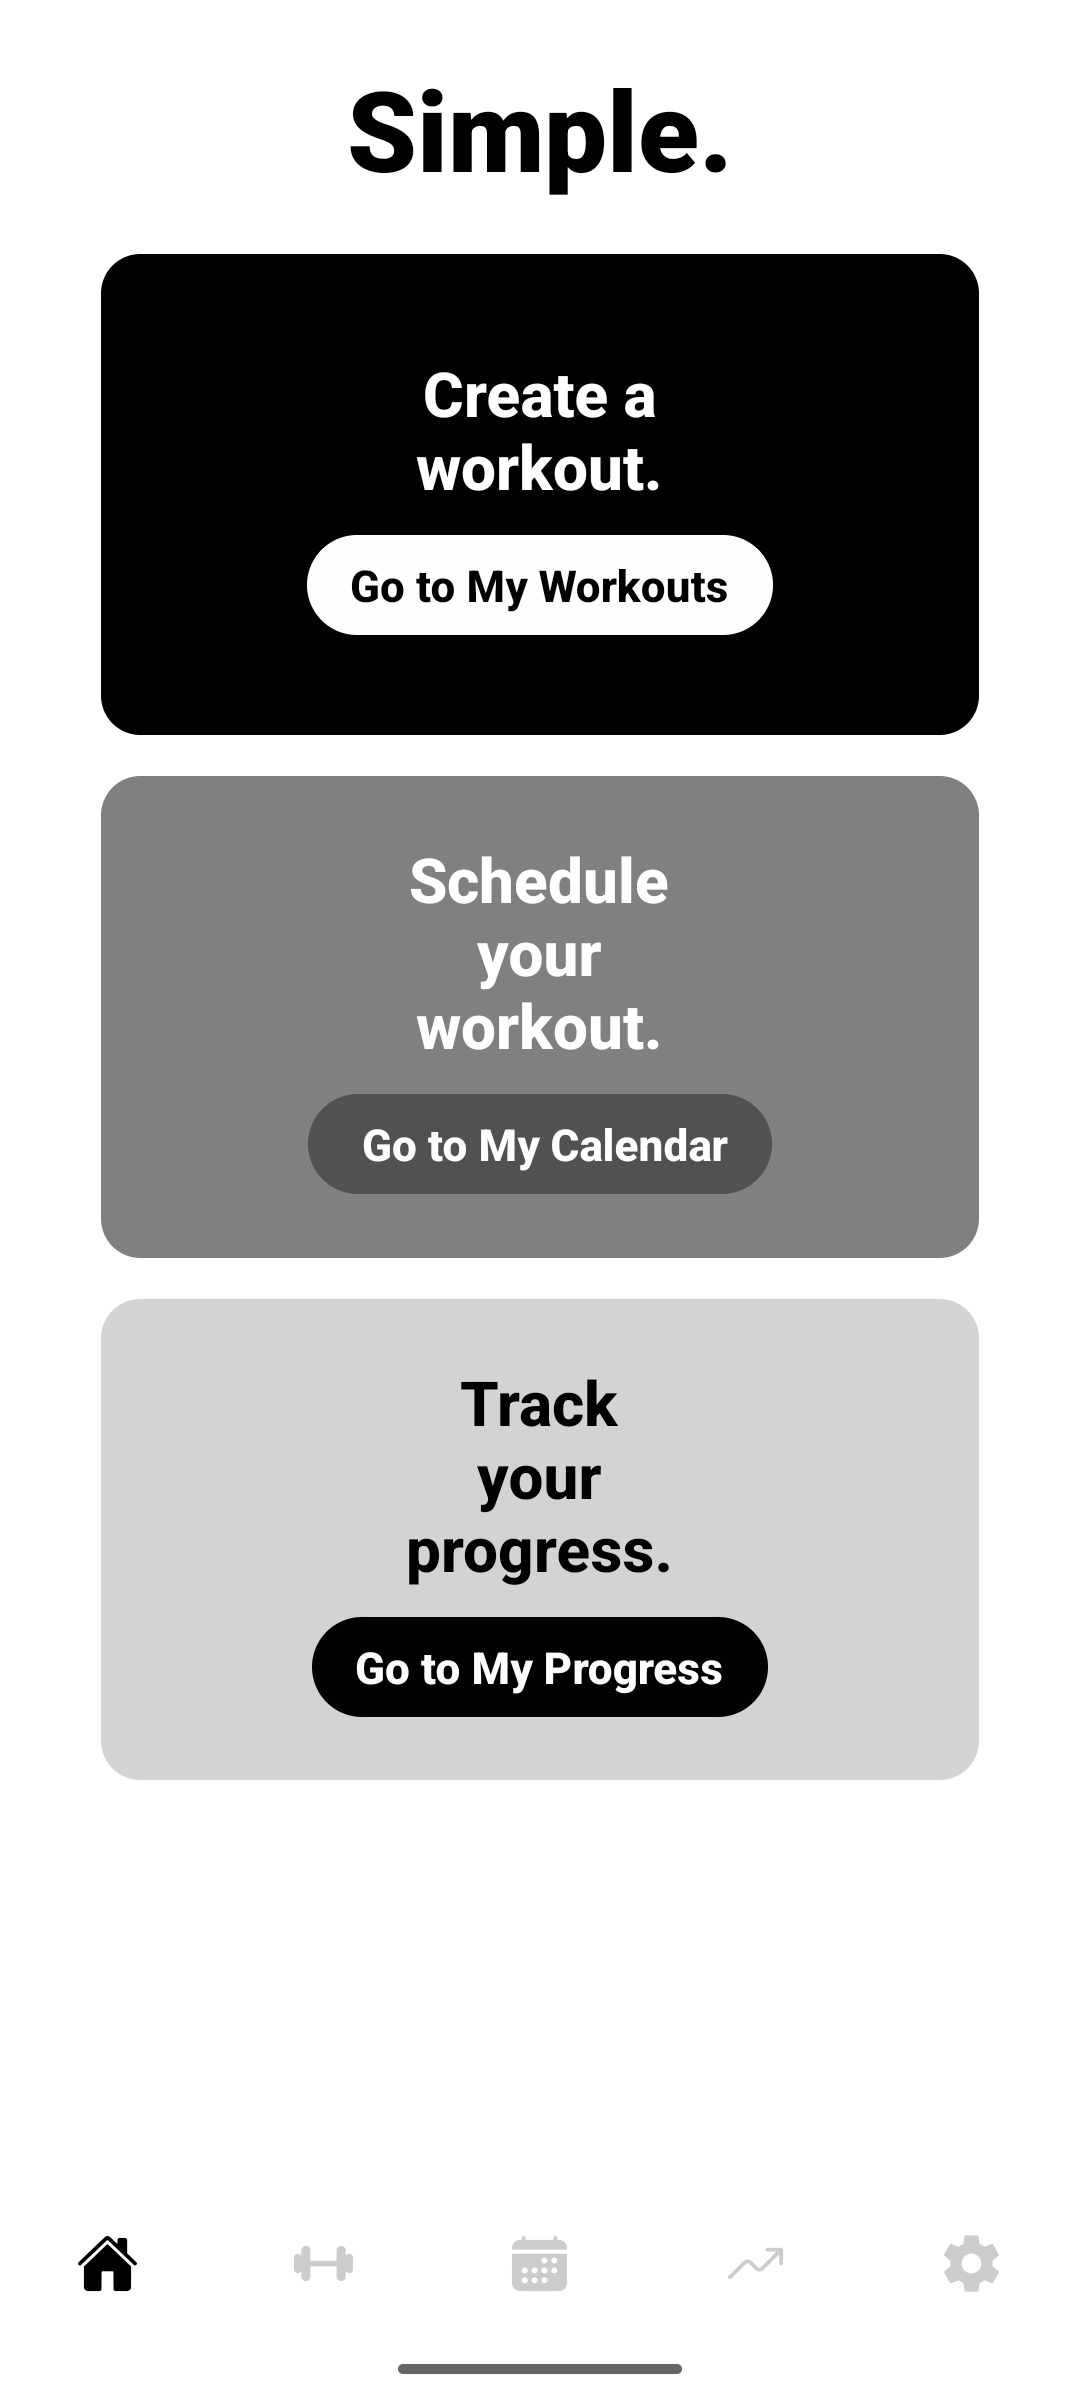 Simple.
Create a
workout.
Go to My Workouts
Schedule
your
workout.
Go to My Calendar
Track
your
progress.
Go to My Progress